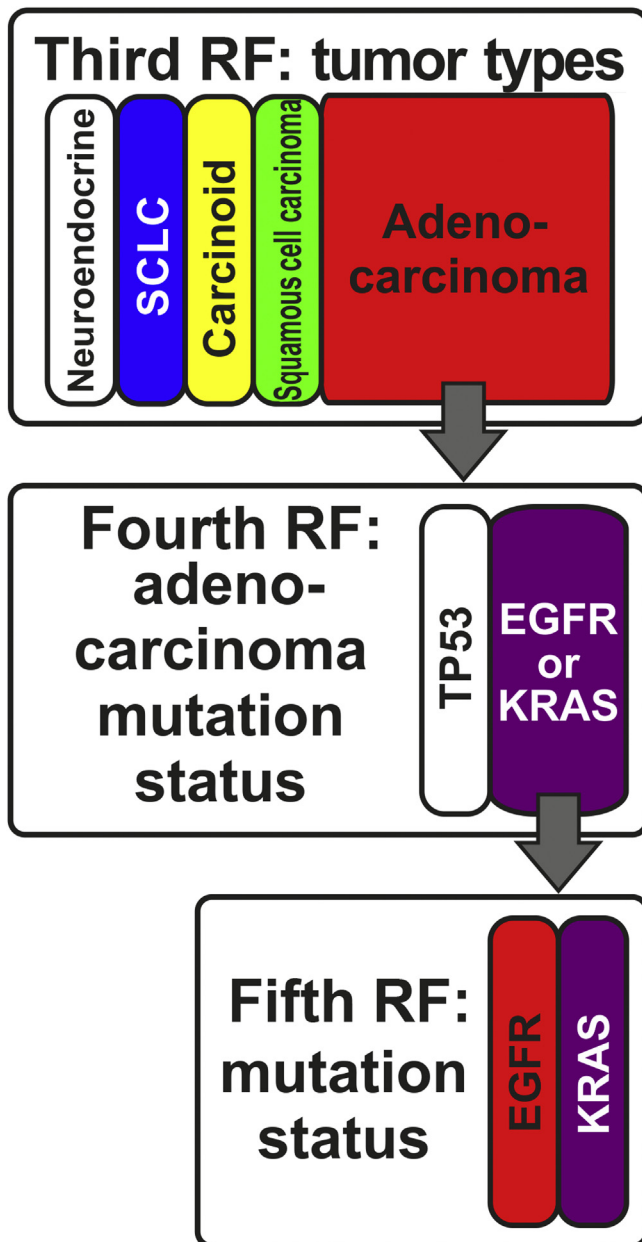 Third RF: tumor types
Neuroendocrine
SCLC
Carcinoid
Squamous cell carcinoma
Adeno-
carcinoma
Fourth RF:
adeno-
carcinoma
mutation
status
TP53
EGFR
or
KRAS
Fifth RF:
mutation
status
EGFR
KRAS